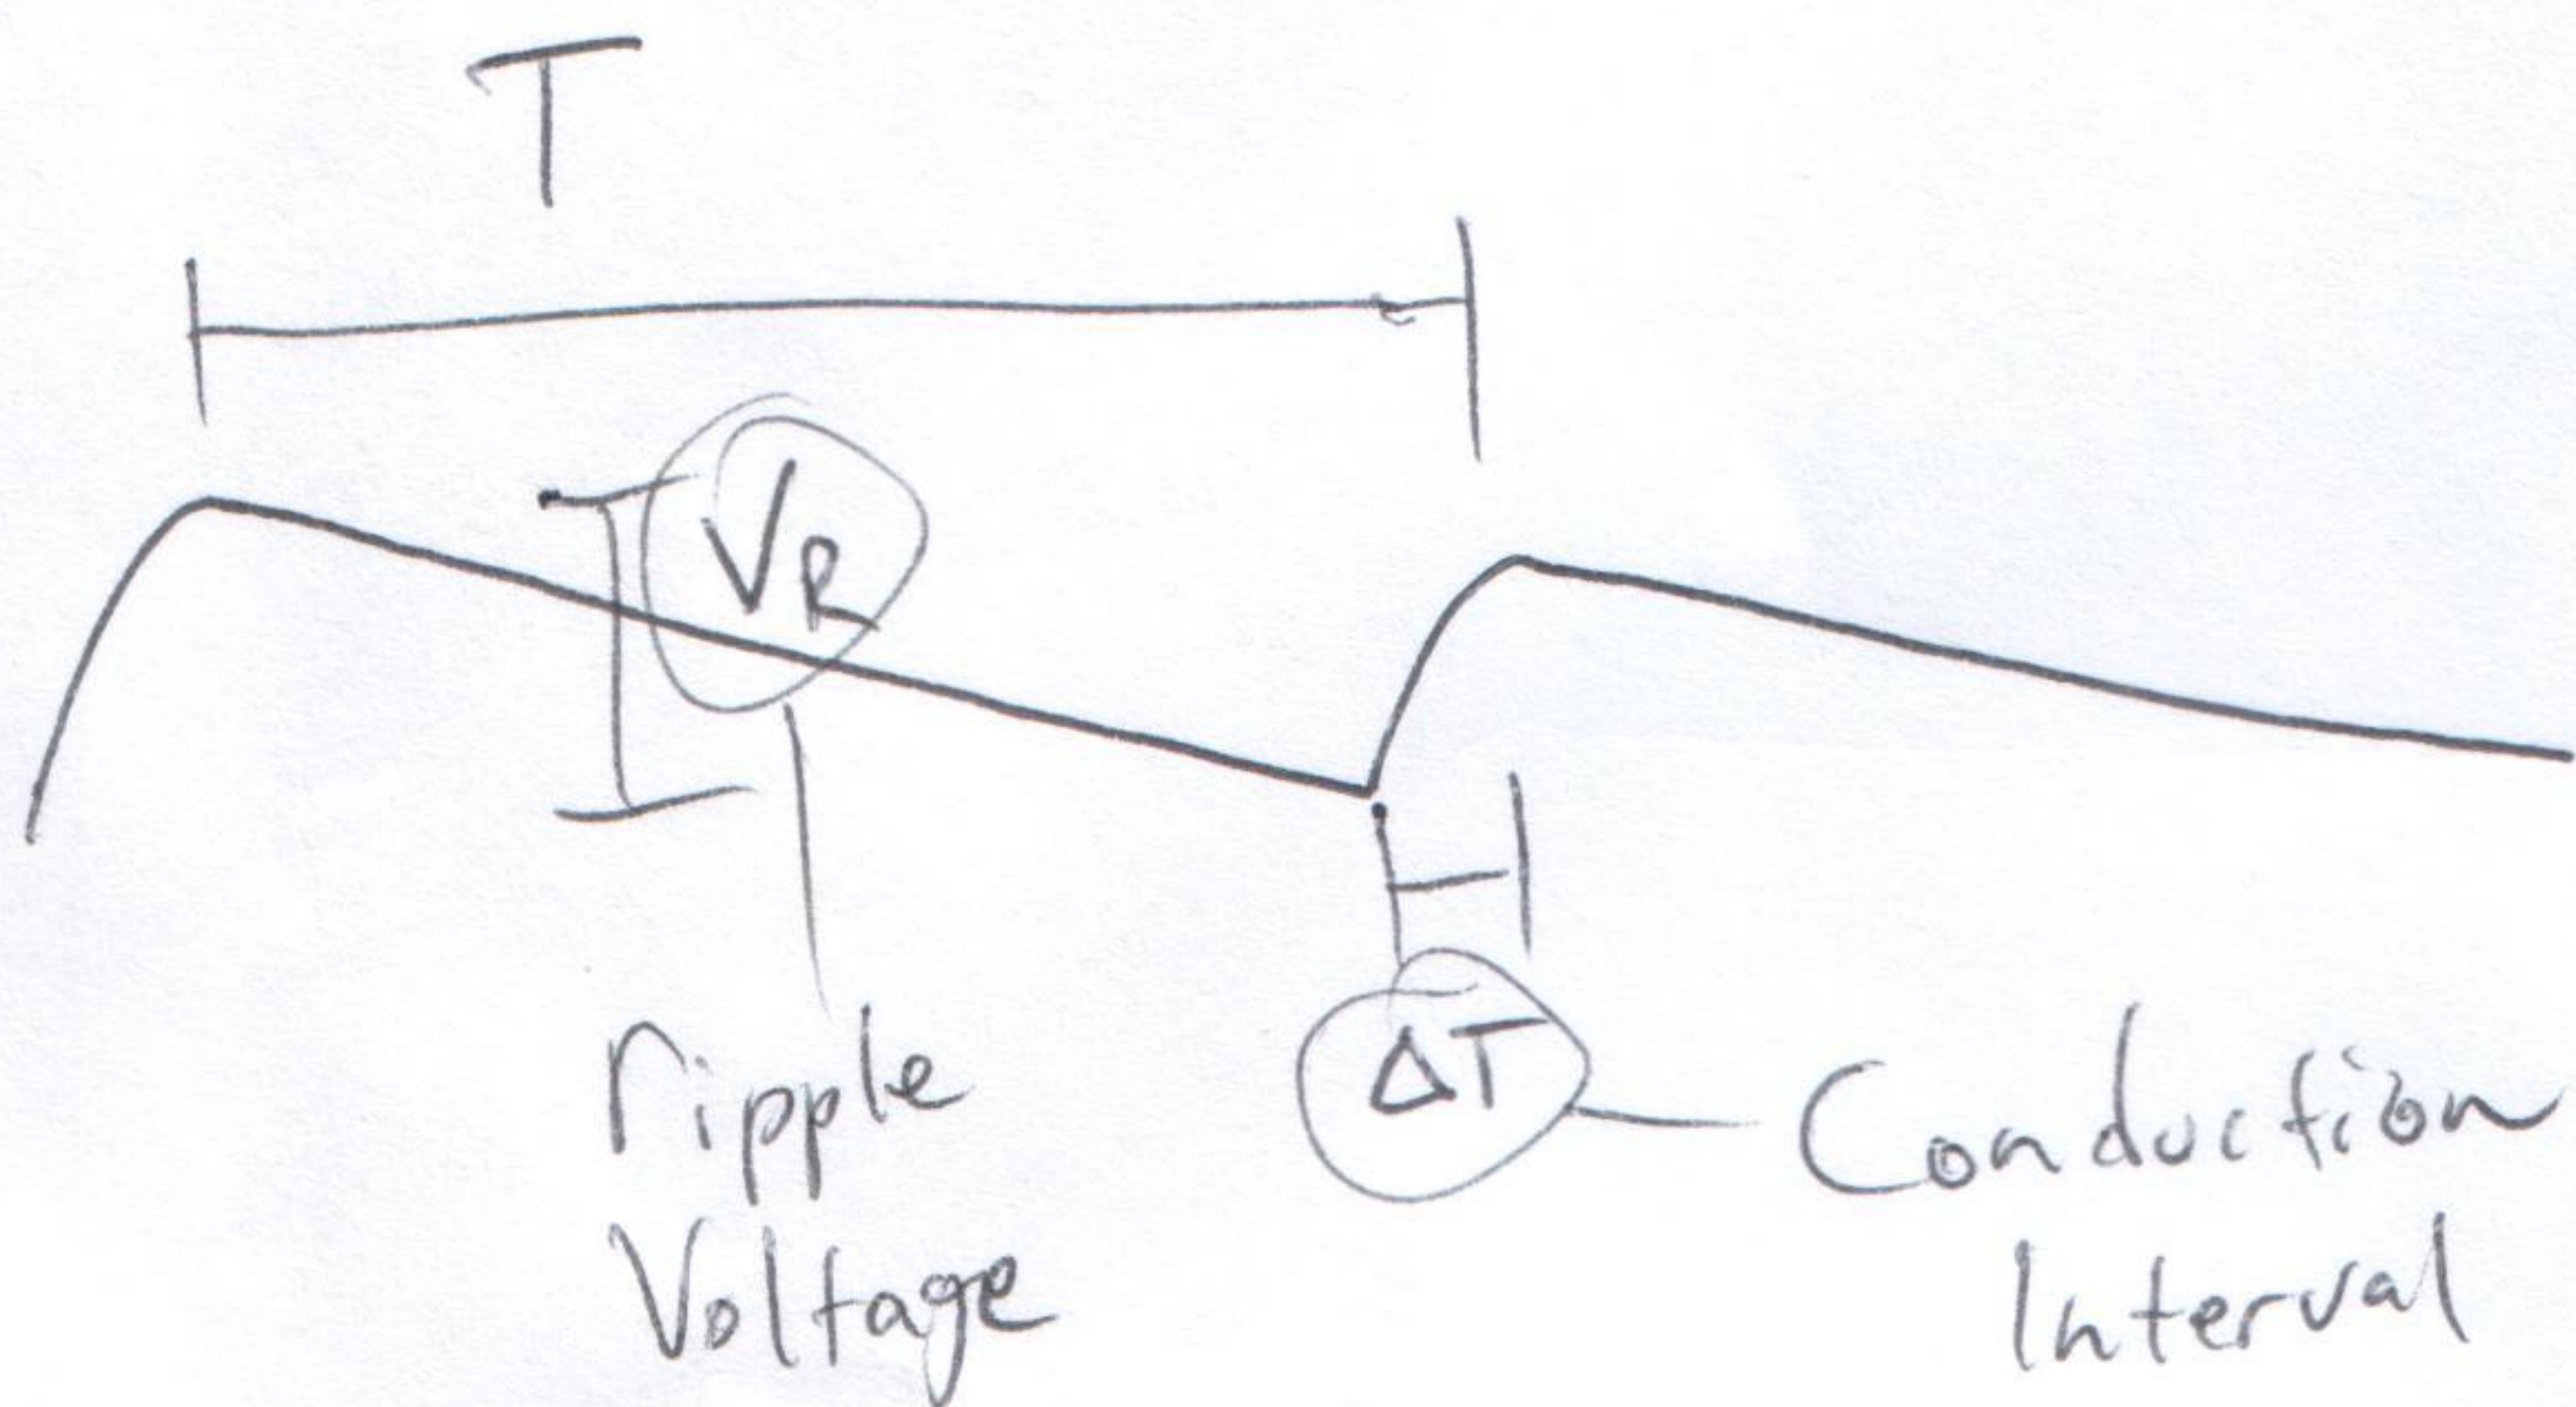 T
VR
ripple
Voltage
ΔT
Conduction
Interval